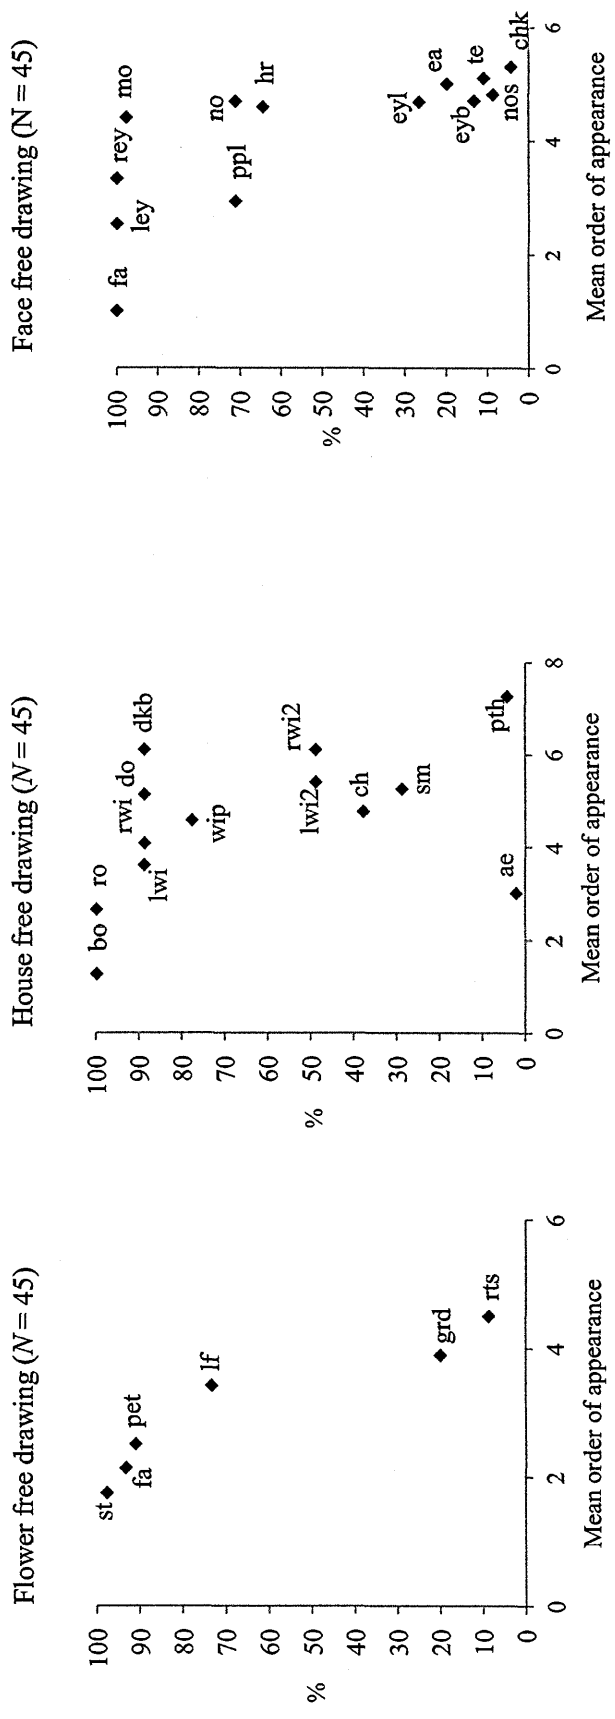 Flower free drawing (N = 45)
%
100
90
80
70
60
50
40
30
20
10
0
st
fa
pet
lf
grd
rts
0 2 4 6
Mean order of appearance
House free drawing (N = 45)
%
100
90
80
70
60
50
40
30
20
10
0
bo
ro
lwi
rwi
do
dkb
wip
lwi2
rwi2
ch
sm
ae
pth
0 2 4 6 8
Mean order of appearance
Face free drawing (N = 45)
%
100
90
80
70
60
50
40
30
20
10
0
fa
ley
rey
mo
ppl
no
hr
eyl
ea
eyb
te
nos
chk
0 2 4 6
Mean order of appearance